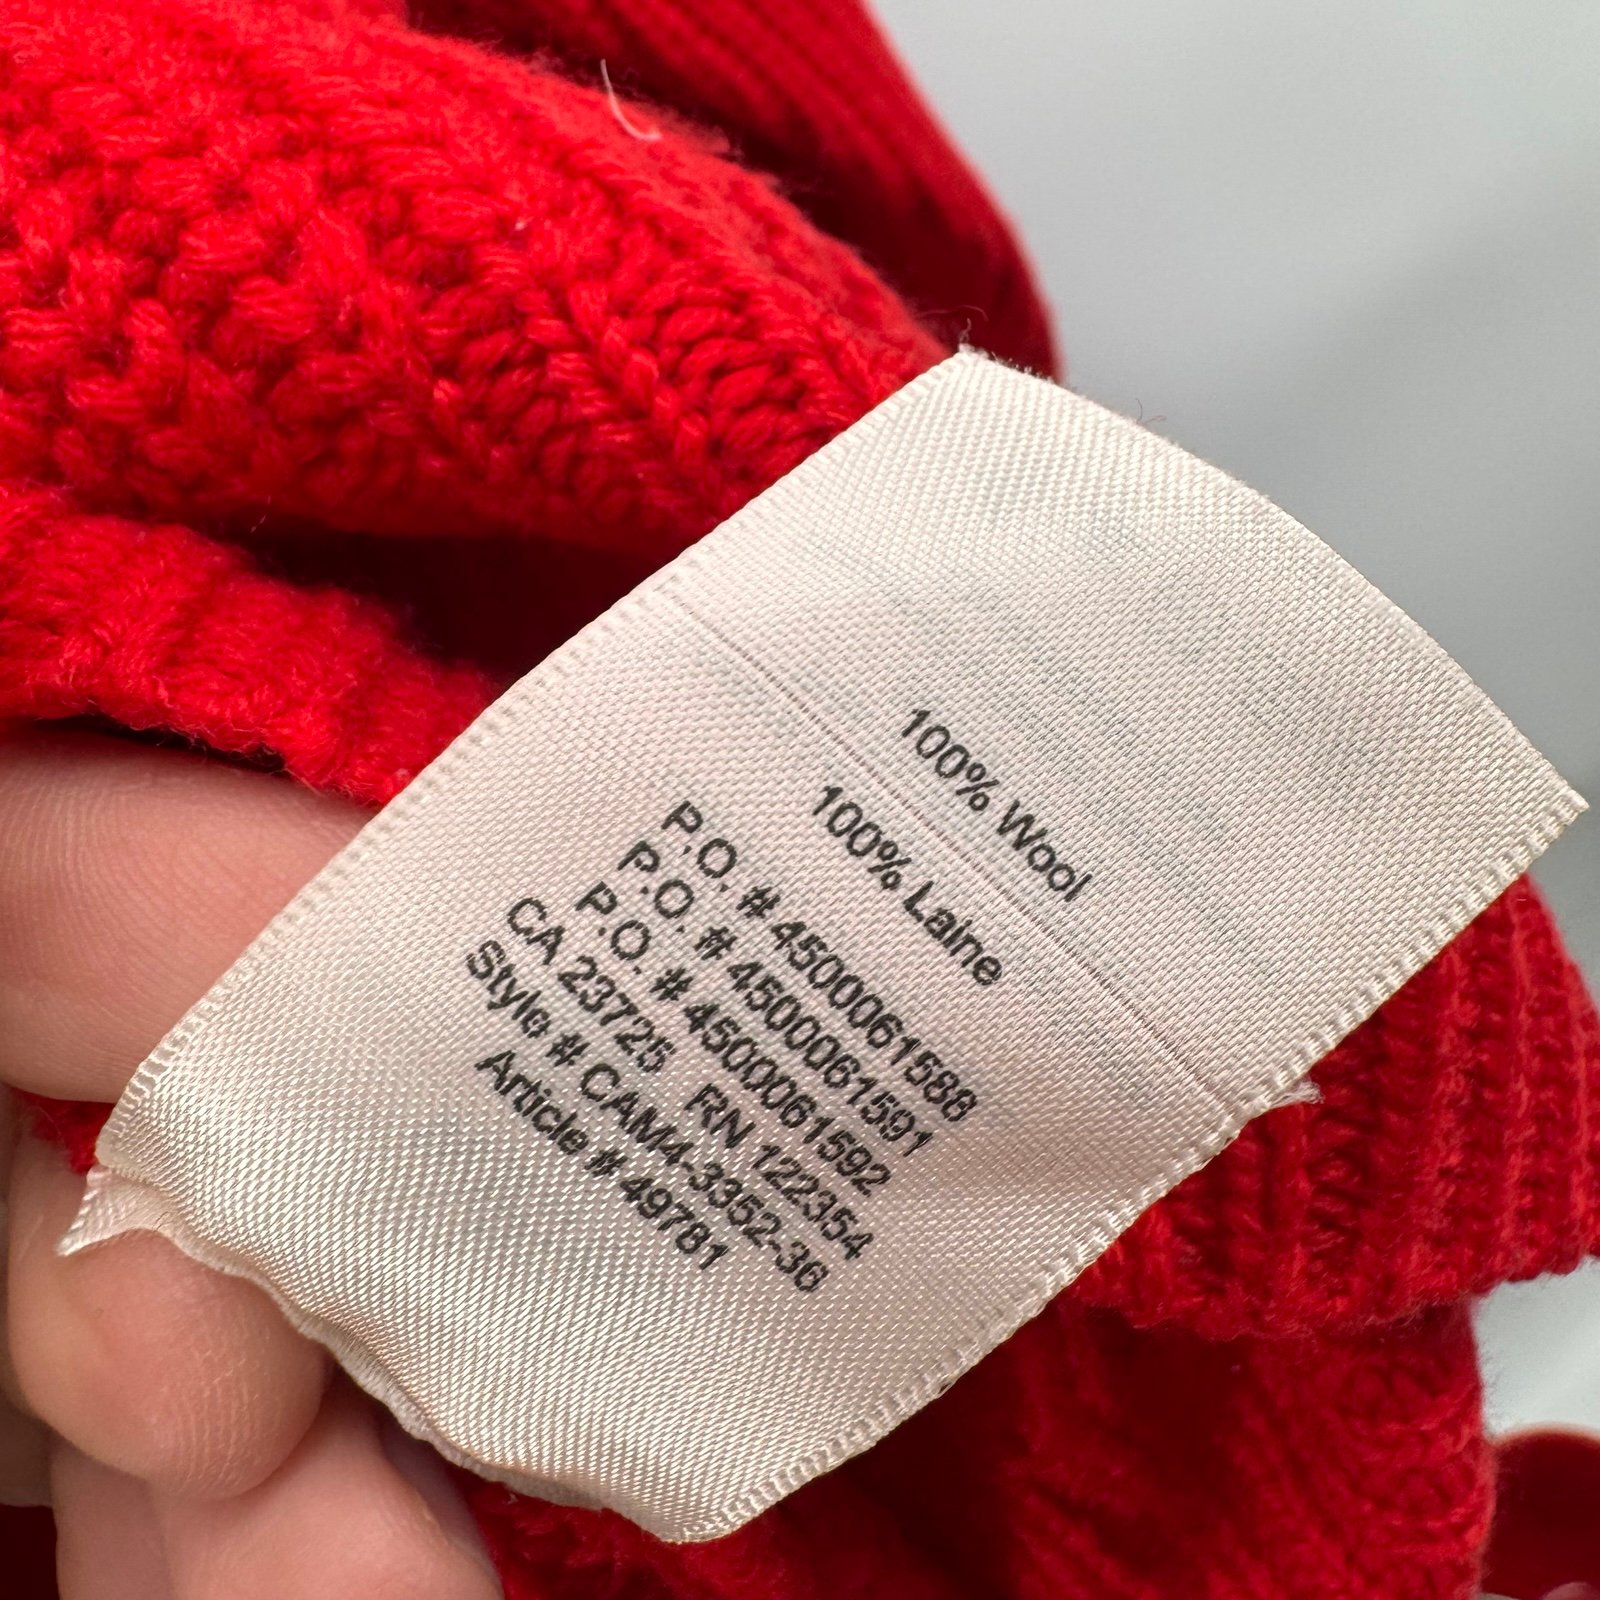 100% Wool
100% Laine
P.O. # 4500061588
P.O. # 4500061591
P.O. # 4500061592
CA 23725 RN 122354
Style # CAM4-3352-36
Article # 49781